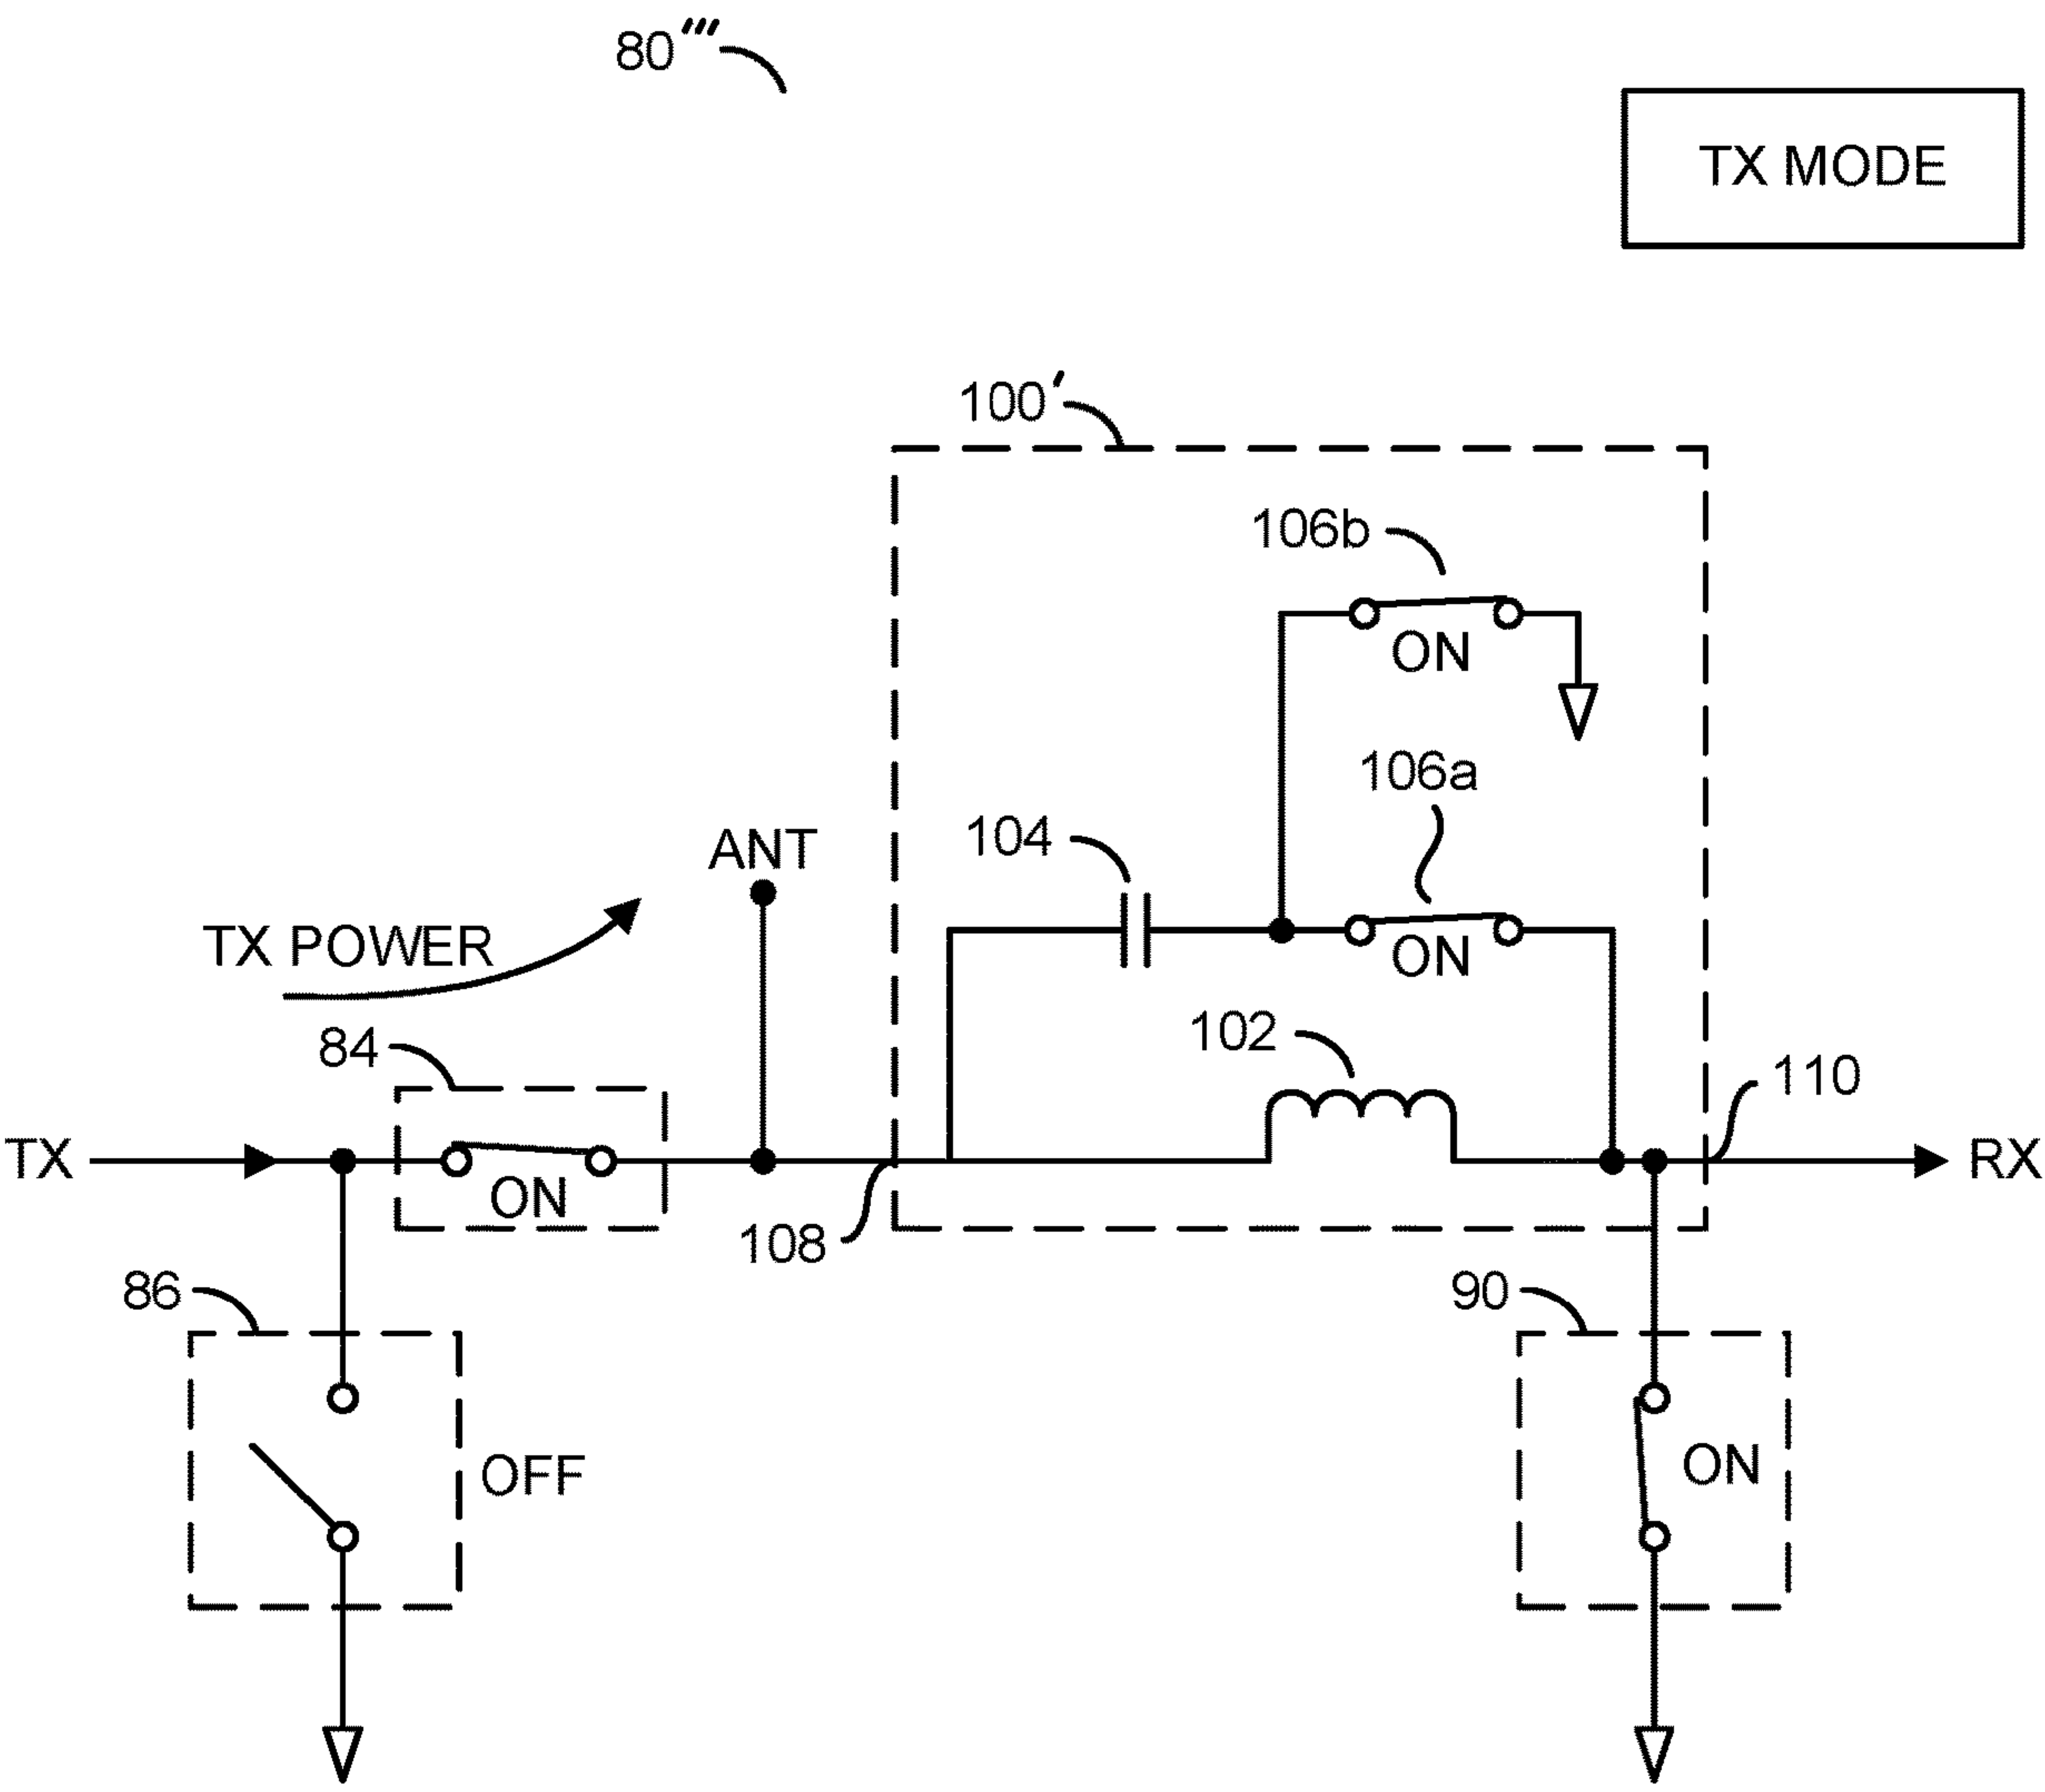 80‴
TX MODE
100′
106b
ON
106a
ON
104
ANT
TX POWER
102
84
110
TX
ON
RX
108
86
90
OFF
ON